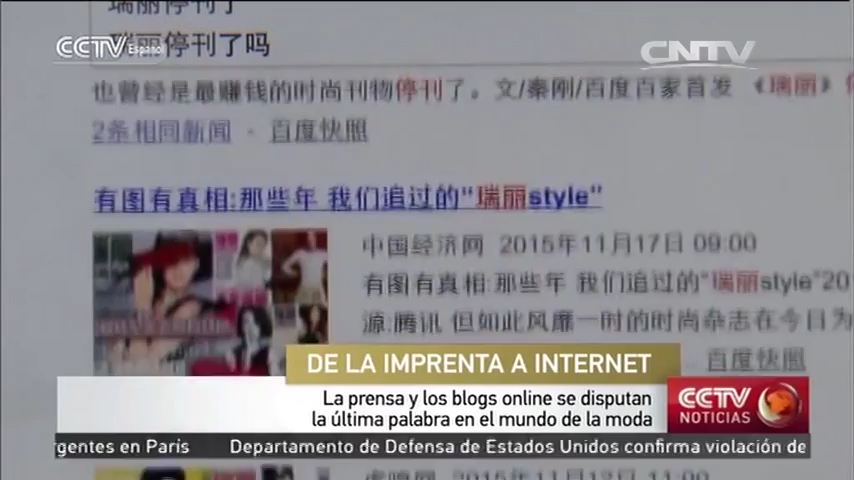 瑞丽停刊了
CCTV
Español
CNTV
瑞丽停刊了吗
也曾经是最赚钱的时尚刊物停刊了。文/秦刚/百度百家首发 《瑞丽》
2条相同新闻 - 百度快照
有图有真相:那些年 我们追过的“瑞丽style”
中国经济网 2015年11月17日 09:00
有图有真相:那些年 我们追过的“瑞丽style”20
源:腾讯 但如此风靡一时的时尚杂志在今日为
百度快照
DE LA IMPRENTA A INTERNET
La prensa y los blogs online se disputan
la última palabra en el mundo de la moda
CCTV
NOTICIAS
rgentes en París Departamento de Defensa de Estados Unidos confirma violación de
2015年11月13日 11:00